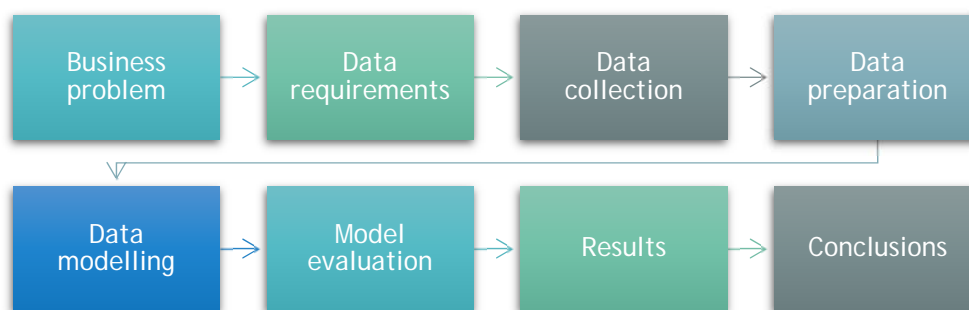 Business
problem
Data
requirements
Data
collection
Data
preparation
Data
modelling
Model
evaluation
Results
Conclusions